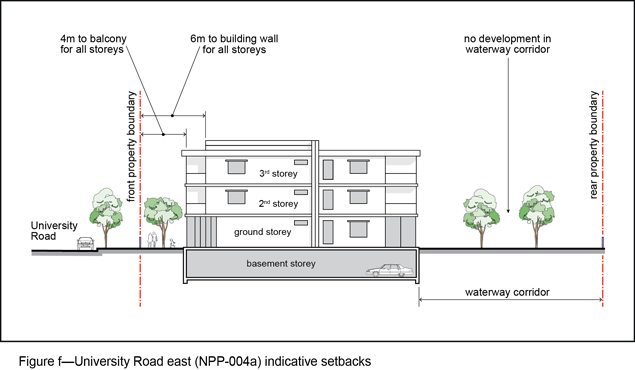 4m to balcony
for all storeys
6m to building wall
for all storeys
no development in
waterway corridor
front property boundary
rear property boundary
3rd storey
2nd storey
ground storey
basement storey
University
Road
waterway corridor
Figure f—University Road east (NPP-004a) indicative setbacks